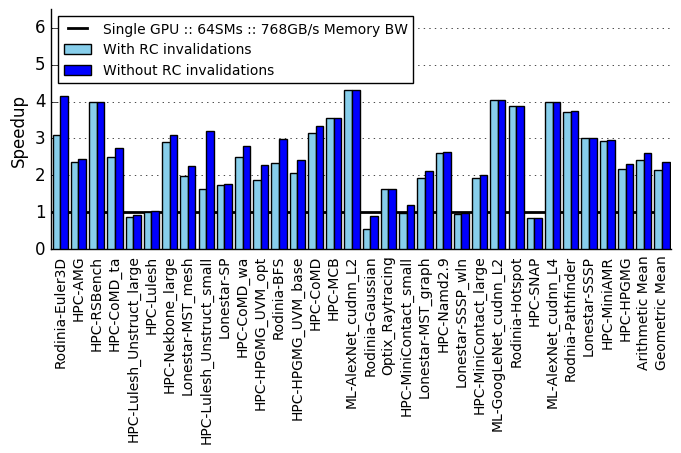 Single GPU :: 64SMs :: 768GB/s Memory BW
With RC invalidations
Without RC invalidations
Speedup
6
5
4
3
2
1
0
Rodinia-Euler3D
HPC-AMG
HPC-RSBench
HPC-CoMD_ta
HPC-Lulesh_Unstruct_large
HPC-Lulesh
HPC-Nekbone_large
Lonestar-MST_mesh
HPC-Lulesh_Unstruct_small
Lonestar-SP
HPC-CoMD_wa
HPC-HPGMG_UVM_opt
Rodinia-BFS
HPC-HPGMG_UVM_base
HPC-CoMD
HPC-MCB
ML-AlexNet_cudnn_L2
Rodinia-Gaussian
Optix_Raytracing
HPC-MiniContact_small
Lonestar-MST_graph
HPC-Namd2.9
Lonestar-SSSP_wln
HPC-MiniContact_large
ML-GoogLeNet_cudnn_L2
Rodinia-Hotspot
HPC-SNAP
ML-AlexNet_cudnn_L4
Rodnia-Pathfinder
Lonestar-SSSP
HPC-MiniAMR
HPC-HPGMG
Arithmetic Mean
Geometric Mean